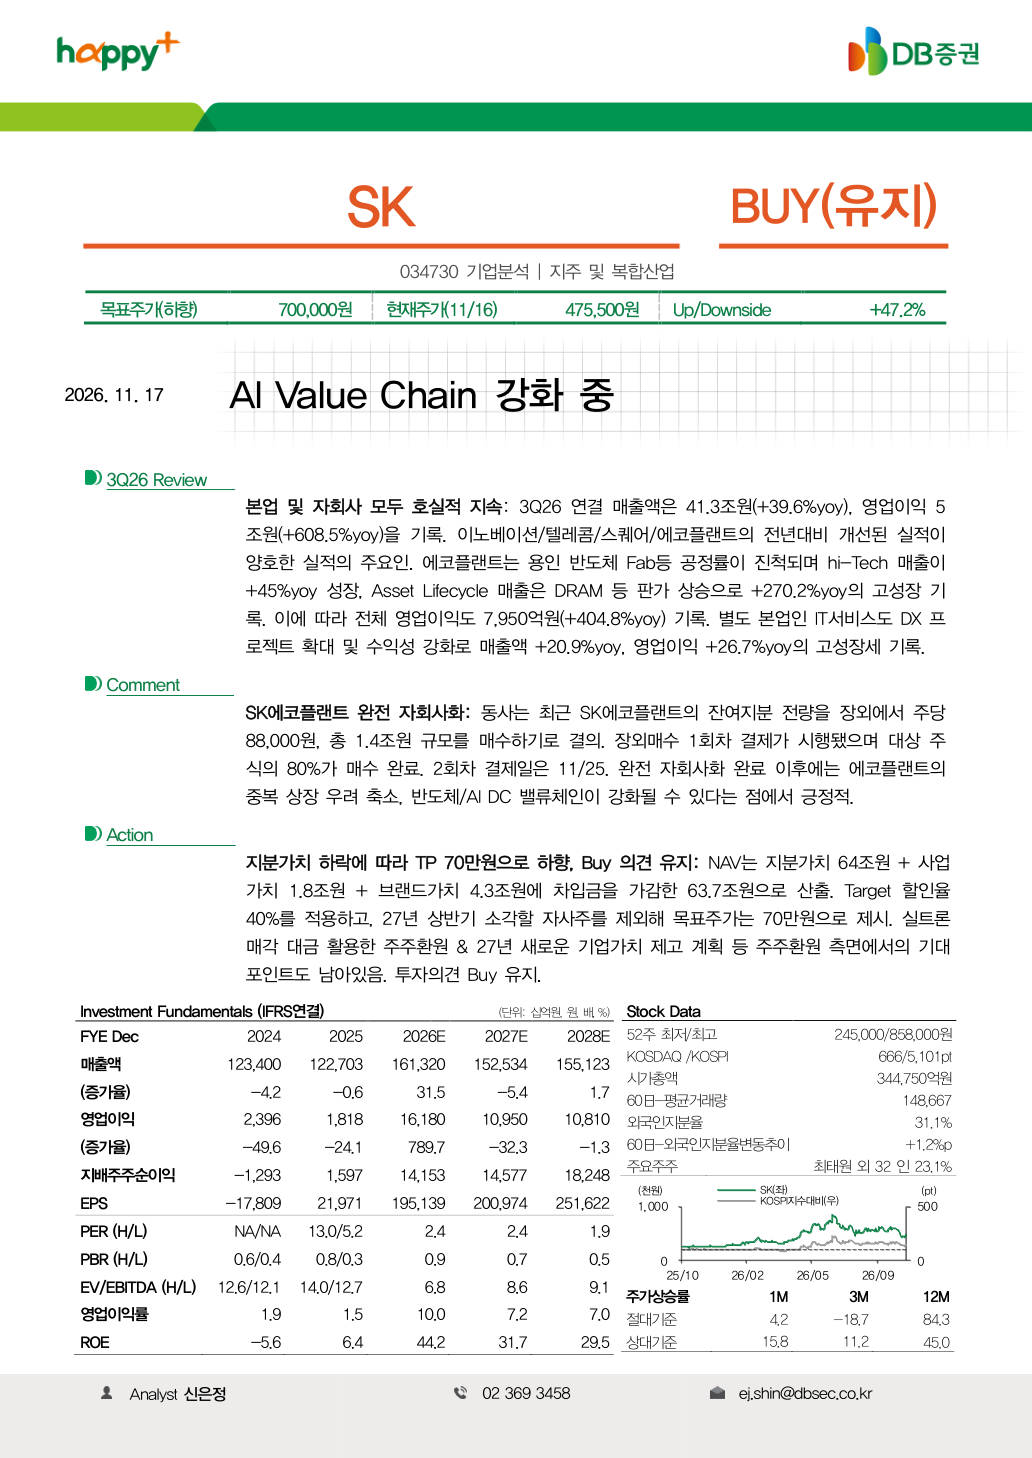 happy+
DB증권
SK
BUY(유지)
034730 기업분석 | 지주 및 복합산업
목표주가(하향) 700,000원 현재주가(11/16) 475,500원 Up/Downside +47.2%
2026. 11. 17
AI Value Chain 강화 중
3Q26 Review
본업 및 자회사 모두 호실적 지속: 3Q26 연결 매출액은 41.3조원(+39.6%yoy), 영업이익 5
조원(+608.5%yoy)을 기록. 이노베이션/텔레콤/스퀘어/에코플랜트의 전년대비 개선된 실적이
양호한 실적의 주요인. 에코플랜트는 용인 반도체 Fab등 공정률이 진척되며 hi-Tech 매출이
+45%yoy 성장, Asset Lifecycle 매출은 DRAM 등 판가 상승으로 +270.2%yoy의 고성장 기
록. 이에 따라 전체 영업이익도 7,950억원(+404.8%yoy) 기록. 별도 본업인 IT서비스도 DX 프
로젝트 확대 및 수익성 강화로 매출액 +20.9%yoy, 영업이익 +26.7%yoy의 고성장세 기록.
Comment
SK에코플랜트 완전 자회사화: 동사는 최근 SK에코플랜트의 잔여지분 전량을 장외에서 주당
88,000원, 총 1.4조원 규모를 매수하기로 결의. 장외매수 1회차 결제가 시행됐으며 대상 주
식의 80%가 매수 완료. 2회차 결제일은 11/25. 완전 자회사화 완료 이후에는 에코플랜트의
중복 상장 우려 축소, 반도체/AI DC 밸류체인이 강화될 수 있다는 점에서 긍정적.
Action
지분가치 하락에 따라 TP 70만원으로 하향, Buy 의견 유지: NAV는 지분가치 64조원 + 사업
가치 1.8조원 + 브랜드가치 4.3조원에 차입금을 가감한 63.7조원으로 산출. Target 할인율
40%를 적용하고, 27년 상반기 소각할 자사주를 제외해 목표주가는 70만원으로 제시. 실트론
매각 대금 활용한 주주환원 & 27년 새로운 기업가치 제고 계획 등 주주환원 측면에서의 기대
포인트도 남아있음. 투자의견 Buy 유지.
Investment Fundamentals (IFRS연결) (단위: 십억원, 원, 배, %)
FYE Dec 2024 2025 2026E 2027E 2028E
매출액 123,400 122,703 161,320 152,534 155,123
(증가율) -4.2 -0.6 31.5 -5.4 1.7
영업이익 2,396 1,818 16,180 10,950 10,810
(증가율) -49.6 -24.1 789.7 -32.3 -1.3
지배주주순이익 -1,293 1,597 14,153 14,577 18,248
EPS -17,809 21,971 195,139 200,974 251,622
PER (H/L) NA/NA 13.0/5.2 2.4 2.4 1.9
PBR (H/L) 0.6/0.4 0.8/0.3 0.9 0.7 0.5
EV/EBITDA (H/L) 12.6/12.1 14.0/12.7 6.8 8.6 9.1
영업이익률 1.9 1.5 10.0 7.2 7.0
ROE -5.6 6.4 44.2 31.7 29.5
Stock Data
52주 최저/최고 245,000/858,000원
KOSDAQ /KOSPI 666/5,101pt
시가총액 344,750억원
60日-평균거래량 148,667
외국인지분율 31.1%
60日-외국인지분율변동추이 +1.2%p
주요주주 최태원 외 32 인 23.1%
(천원) SK(좌) (pt)
KOSPI지수대비(우)
1,000 500
0 0
25/10 26/02 26/05 26/09
주가상승률 1M 3M 12M
절대기준 4.2 -18.7 84.3
상대기준 15.8 11.2 45.0
Analyst 신은정 02 369 3458 ej.shin@dbsec.co.kr